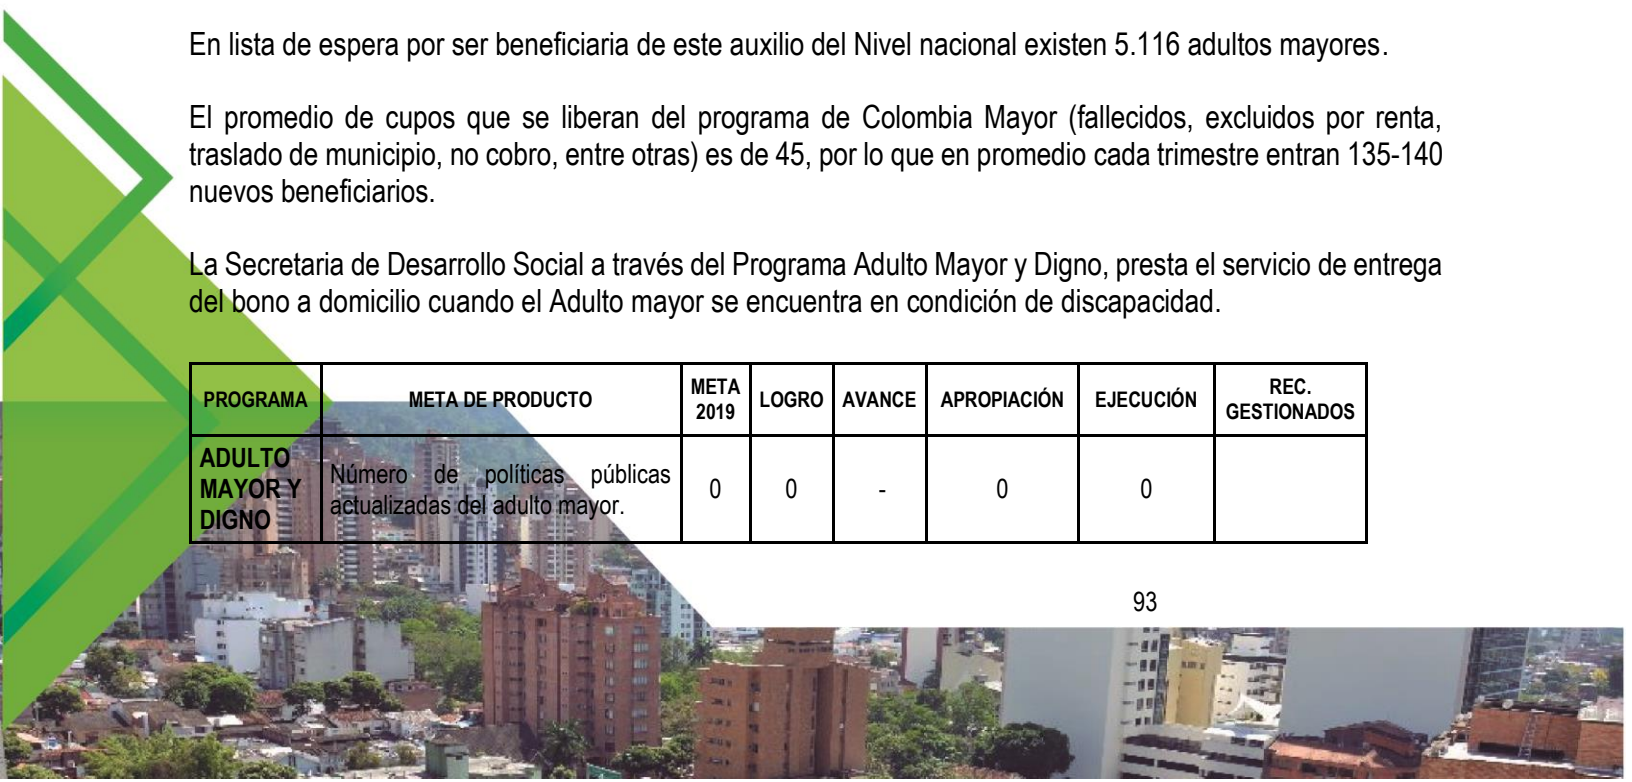 En lista de espera por ser beneficiaria de este auxilio del Nivel nacional existen 5.116 adultos mayores.
El promedio de cupos que se liberan del programa de Colombia Mayor (fallecidos, excluidos por renta,
traslado de municipio, no cobro, entre otras) es de 45, por lo que en promedio cada trimestre entran 135-140
nuevos beneficiarios.
La Secretaria de Desarrollo Social a través del Programa Adulto Mayor y Digno, presta el servicio de entrega
del bono a domicilio cuando el Adulto mayor se encuentra en condición de discapacidad.
PROGRAMA META DE PRODUCTO META 2019 LOGRO AVANCE APROPIACIÓN EJECUCIÓN REC. GESTIONADOS
ADULTO MAYOR Y DIGNO Número de políticas públicas actualizadas del adulto mayor. 0 0 - 0 0
93